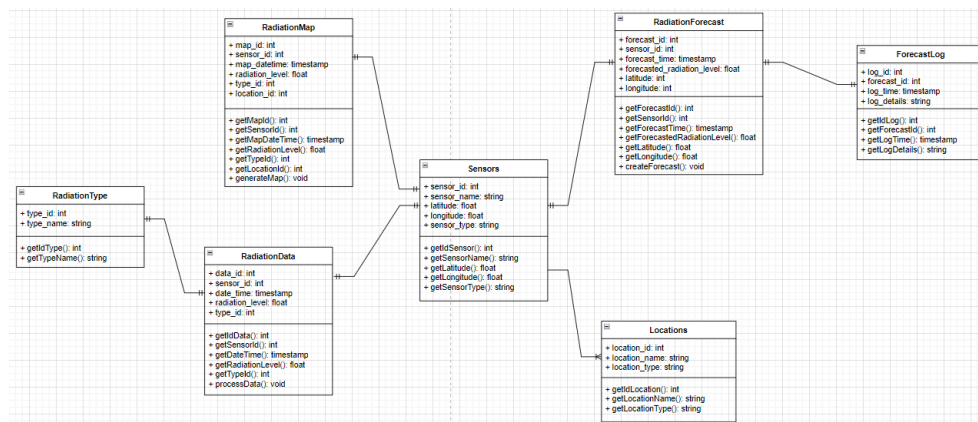 RadiationMap
+ map_id: int
+ sensor_id: int
+ map_datetime: timestamp
+ radiation_level: float
+ type_id: int
+ location_id: int
+ getMapId(): int
+ getSensorId(): int
+ getMapDateTime(): timestamp
+ getRadiationLevel(): float
+ getTypeId(): int
+ getLocationId(): int
+ generateMap(): void
RadiationForecast
+ forecast_id: int
+ sensor_id: int
+ forecast_time: timestamp
+ forecasted_radiation_level: float
+ latitude: int
+ longitude: int
+ getForecastId(): int
+ getSensorId(): int
+ getForecastTime(): timestamp
+ getForecastedRadiationLevel(): float
+ getLatitude(): float
+ getLongitude(): float
+ createForecast(): void
ForecastLog
+ log_id: int
+ forecast_id: int
+ log_time: timestamp
+ log_details: string
+ getIdLog(): int
+ getForecastId(): int
+ getLogTime(): timestamp
+ getLogDetails(): string
Sensors
+ sensor_id: int
+ sensor_name: string
+ latitude: float
+ longitude: float
+ sensor_type: string
+ getIdSensor(): int
+ getSensorName(): string
+ getLatitude(): float
+ getLongitude(): float
+ getSensorType(): string
RadiationType
+ type_id: int
+ type_name: string
+ getIdType(): int
+ getTypeName(): string
RadiationData
+ data_id: int
+ sensor_id: int
+ date_time: timestamp
+ radiation_level: float
+ type_id: int
+ getIdData(): int
+ getSensorId(): int
+ getDateTime(): timestamp
+ getRadiationLevel(): float
+ getTypeId(): int
+ processData(): void
Locations
+ location_id: int
+ location_name: string
+ location_type: string
+ getIdLocation(): int
+ getLocationName(): string
+ getLocationType(): string